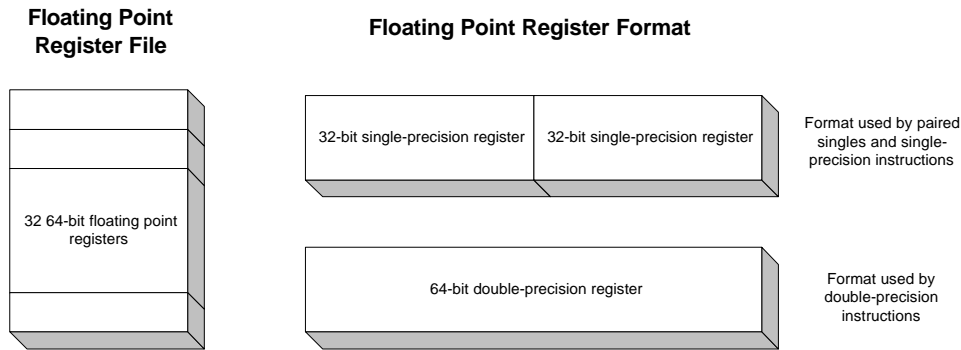 Floating Point
Register File
Floating Point Register Format
32 64-bit floating point
registers
32-bit single-precision register
32-bit single-precision register
Format used by paired
singles and single-
precision instructions
64-bit double-precision register
Format used by
double-precision
instructions